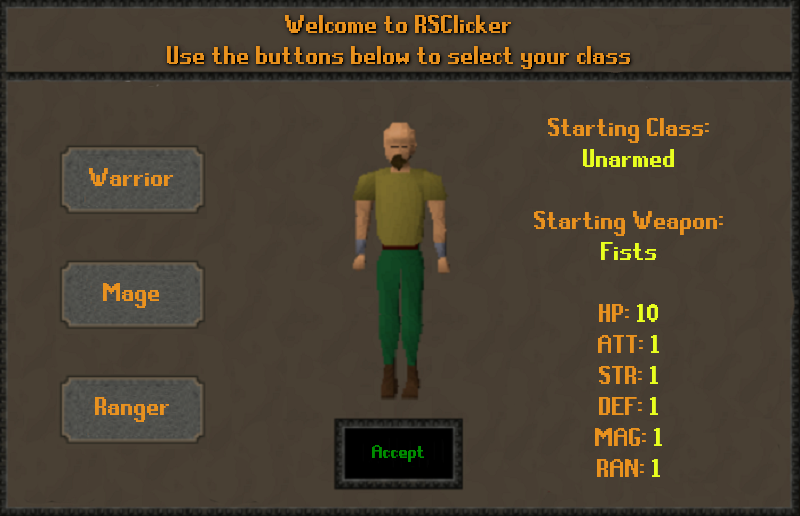 Welcome to RSClicker
Use the buttons below to select your class
Warrior
Mage
Ranger
Accept
Starting Class:
Unarmed
Starting Weapon:
Fists
HP: 10
ATT: 1
STR: 1
DEF: 1
MAG: 1
RAN: 1